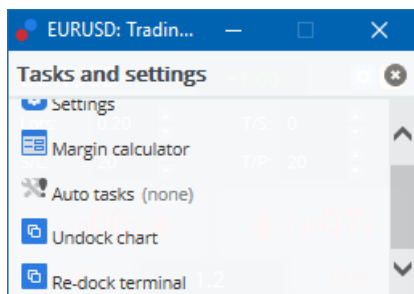 EURUSD: Tradin...
Tasks and settings
Settings
Margin calculator
Auto tasks (none)
Undock chart
Re-dock terminal